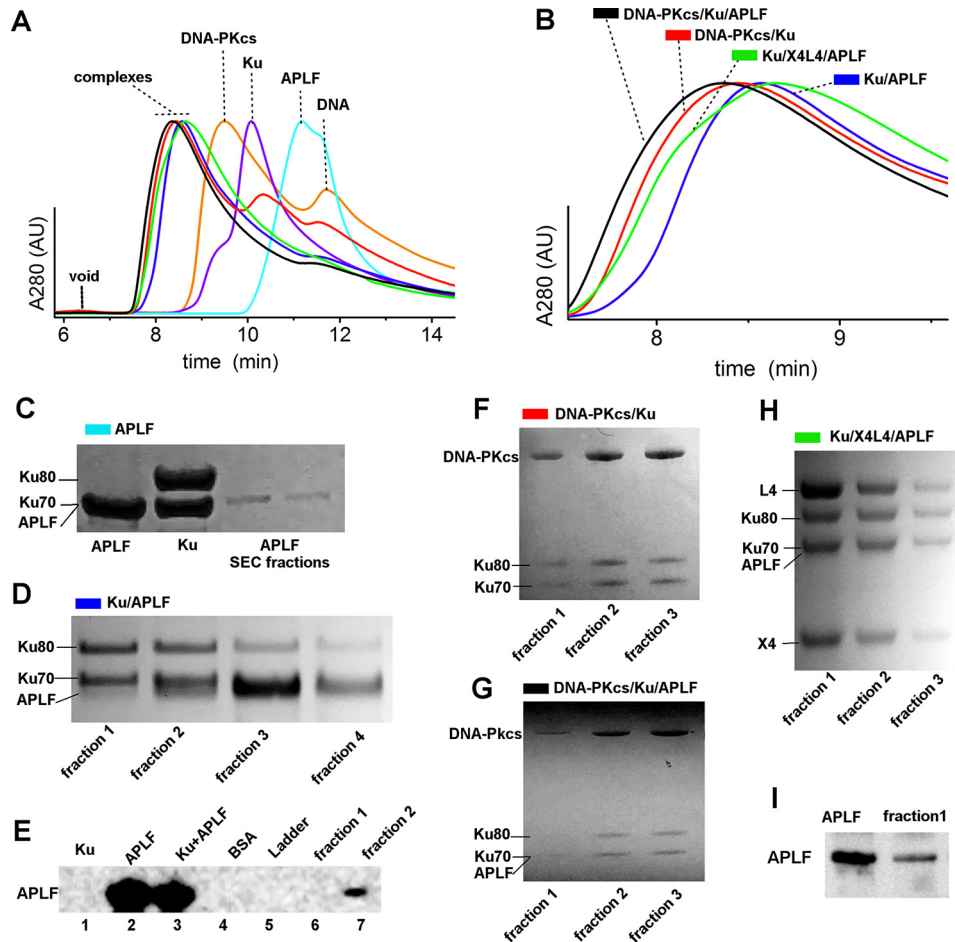 A
DNA-PKcs
Ku
complexes
APLF
DNA
void
A280 (AU)
6 8 10 12 14
time (min)
B
DNA-PKcs/Ku/APLF
DNA-PKcs/Ku
Ku/X4L4/APLF
Ku/APLF
A280 (AU)
8 9
time (min)
C
APLF
Ku80
Ku70
APLF
APLF Ku APLF
SEC fractions
D
Ku/APLF
Ku80
Ku70
APLF
fraction 1 fraction 2 fraction 3 fraction 4
E
Ku APLF Ku+APLF BSA Ladder fraction 1 fraction 2
APLF
1 2 3 4 5 6 7
F
DNA-PKcs/Ku
DNA-PKcs
Ku80
Ku70
fraction 1 fraction 2 fraction 3
G
DNA-PKcs/Ku/APLF
DNA-Pkcs
Ku80
Ku70
APLF
fraction 1 fraction 2 fraction 3
H
Ku/X4L4/APLF
L4
Ku80
Ku70
APLF
X4
fraction 1 fraction 2 fraction 3
I
APLF fraction1
APLF